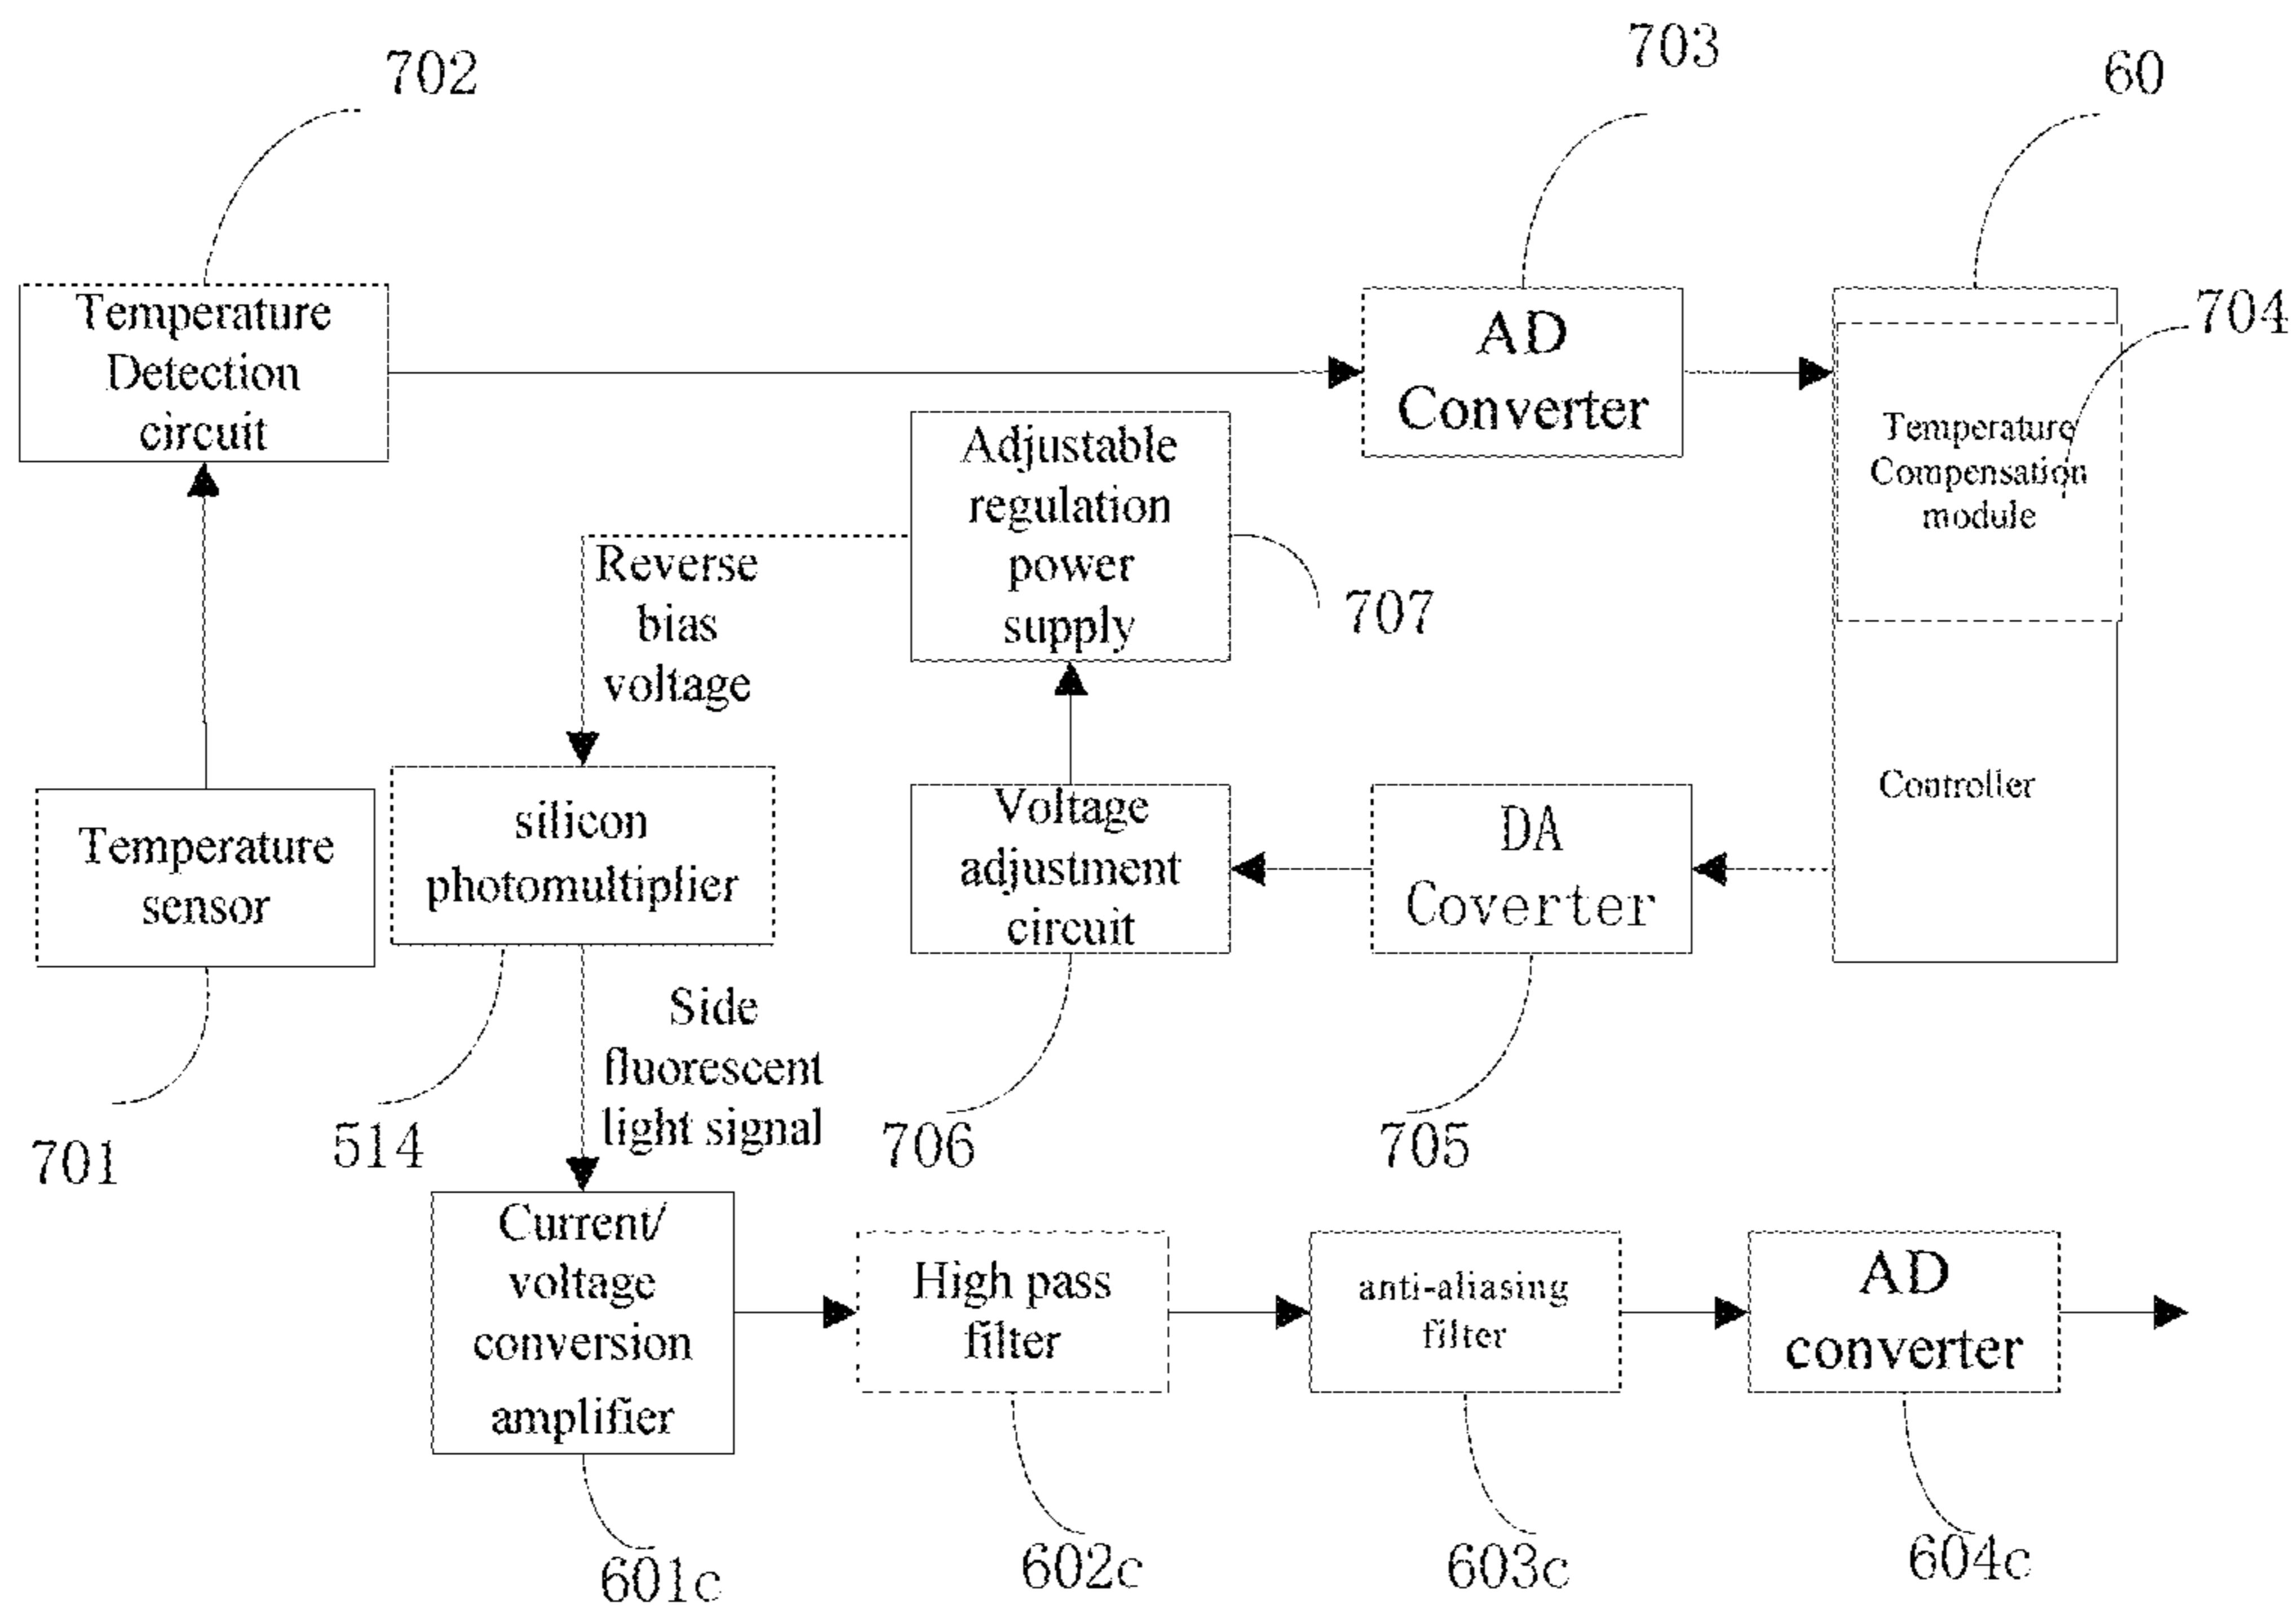 702
703
60
704
Temperature
Detection
circuit
AD
Converter
Temperature
Compensation
module
Adjustable
regulation
power
supply
707
Reverse
bias
voltage
Controller
Temperature
sensor
silicon
photomultiplier
Voltage
adjustment
circuit
DA
Coverter
701
514
Side
fluorescent
light signal
706
705
Current/
voltage
conversion
amplifier
High pass
filter
anti-aliasing
filter
AD
converter
601c
602c
603c
604c